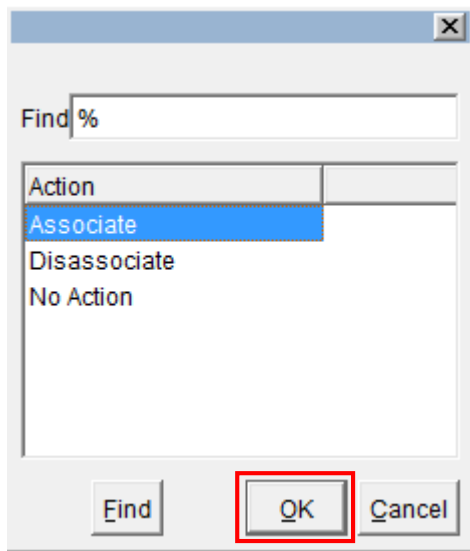 Find %
Action
Associate
Disassociate
No Action
Find OK Cancel